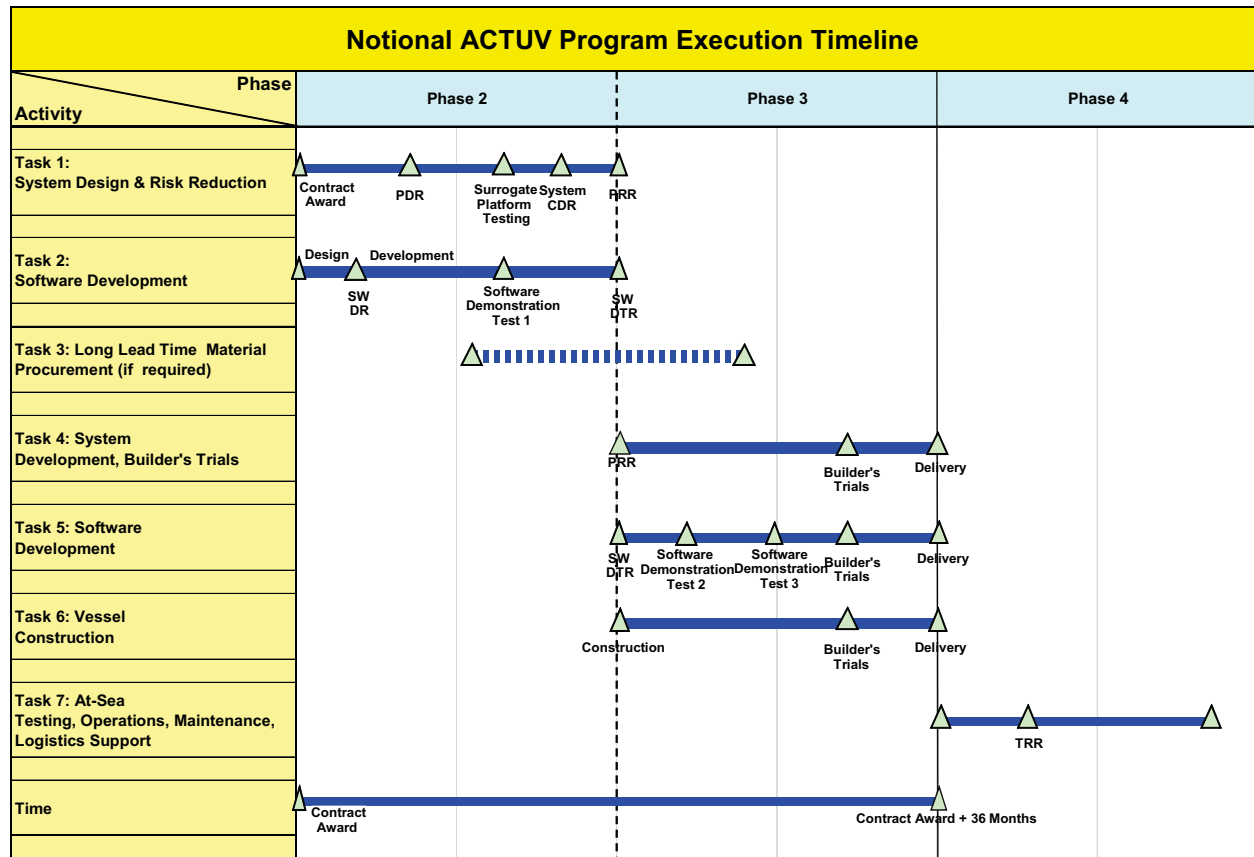 Notional ACTUV Program Execution Timeline
Phase
Activity
Phase 2
Phase 3
Phase 4
Task 1:
System Design & Risk Reduction
Contract
Award
PDR
Surrogate
Platform
Testing
System
CDR
PRR
Task 2:
Software Development
Design
Development
SW
DR
Software
Demonstration
Test 1
SW
DTR
Task 3: Long Lead Time Material
Procurement (if required)
Task 4: System
Development, Builder's Trials
PRR
Builder's
Trials
Delivery
Task 5: Software
Development
SW
DTR
Software
Demonstration
Test 2
Software
Demonstration
Test 3
Builder's
Trials
Delivery
Task 6: Vessel
Construction
Construction
Builder's
Trials
Delivery
Task 7: At-Sea
Testing, Operations, Maintenance,
Logistics Support
TRR
Time
Contract
Award
Contract Award + 36 Months